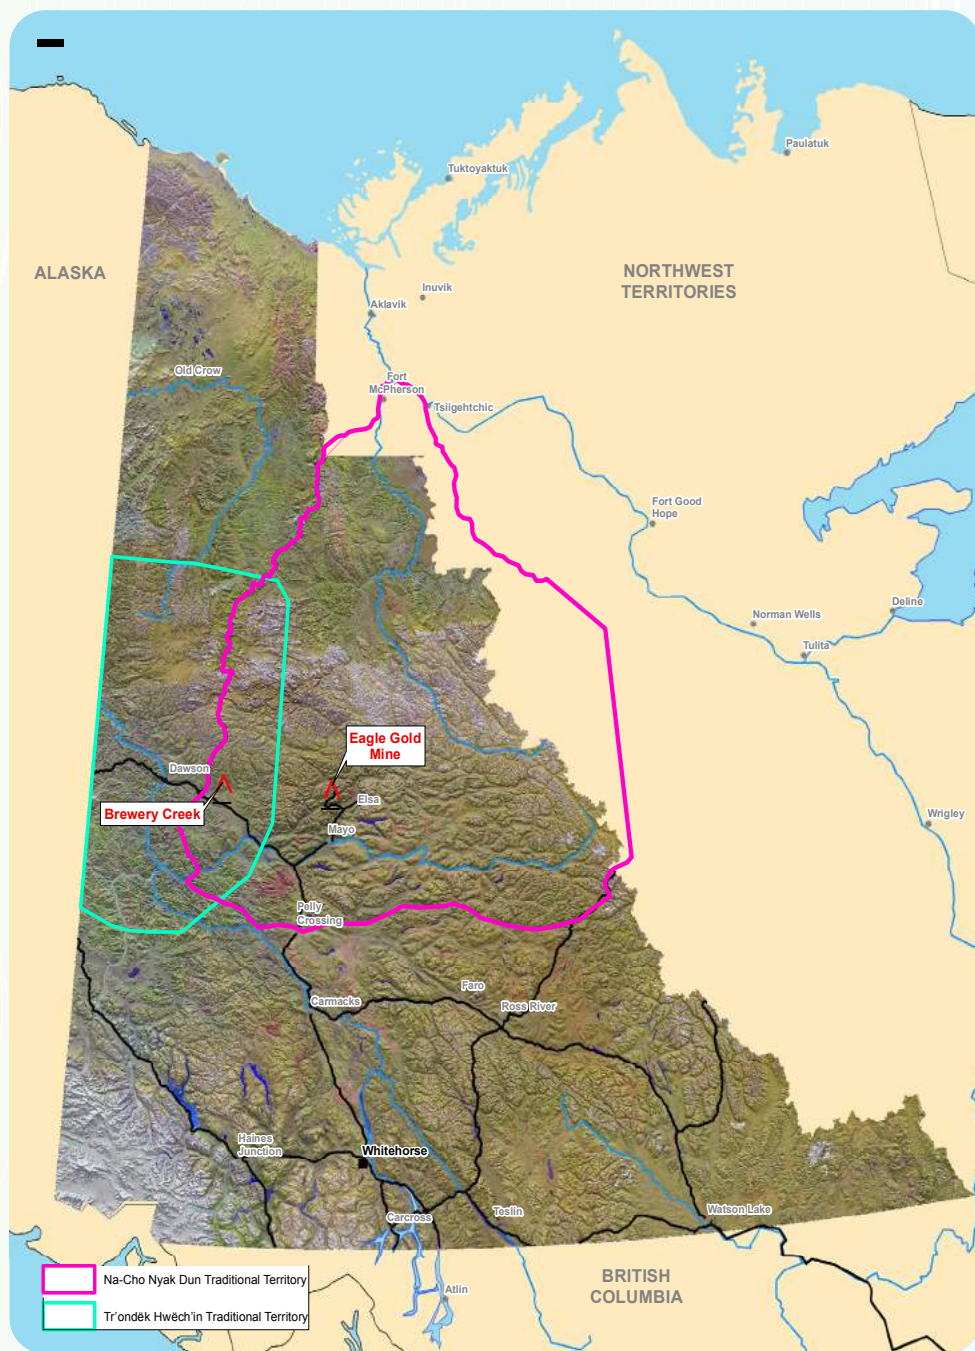 Paulatuk
Tuktoyaktuk
ALASKA
NORTHWEST
TERRITORIES
Inuvik
Aklavik
Old Crow
Fort
McPherson
Tsiigehtchic
Fort Good
Hope
Deline
Norman Wells
Tulita
Eagle Gold
Mine
Dawson
Elsa
Brewery Creek
Mayo
Wrigley
Pelly
Crossing
Faro
Carmacks
Ross River
Haines
Junction
Whitehorse
Carcross
Teslin
Watson Lake
Na-Cho Nyak Dun Traditional Territory
Tr'ondëk Hwëch'in Traditional Territory
BRITISH
COLUMBIA
Atlin